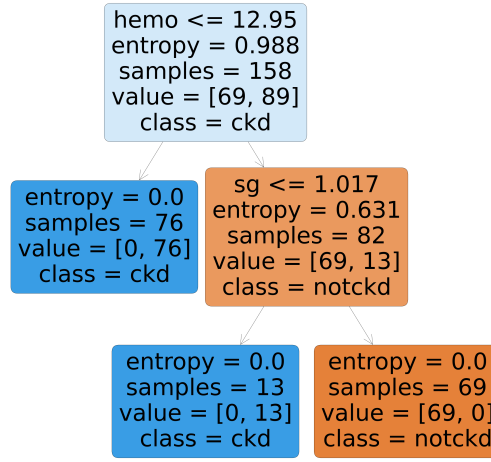 hemo <= 12.95
entropy = 0.988
samples = 158
value = [69, 89]
class = ckd
entropy = 0.0
samples = 76
value = [0, 76]
class = ckd
sg <= 1.017
entropy = 0.631
samples = 82
value = [69, 13]
class = notckd
entropy = 0.0
samples = 13
value = [0, 13]
class = ckd
entropy = 0.0
samples = 69
value = [69, 0]
class = notckd